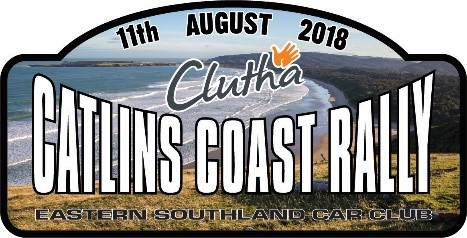 11th AUGUST 2018
Clutha
CATLINS COAST RALLY
EASTERN SOUTHLAND CAR CLUB